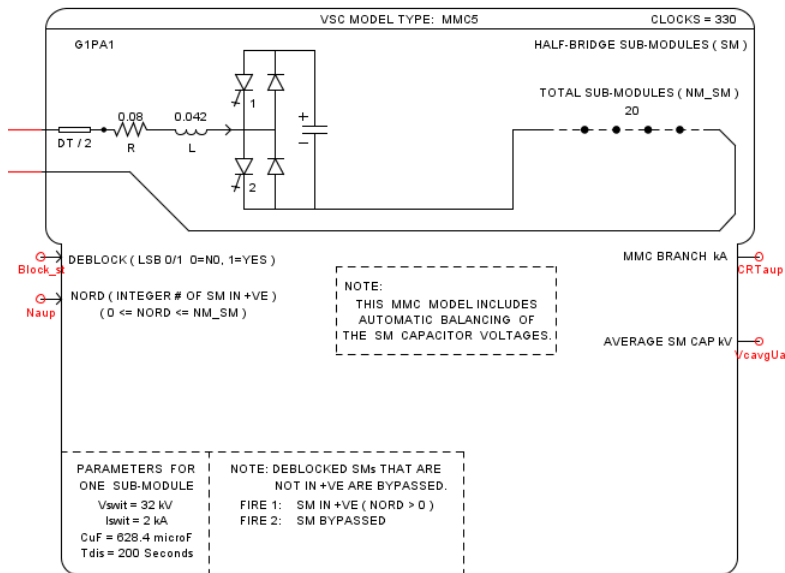 VSC MODEL TYPE: MMC5
CLOCKS = 330
G1PA1
HALF-BRIDGE SUB-MODULES ( SM )
TOTAL SUB-MODULES ( NM_SM )
20
0.08
0.042
1
+
DT / 2
R
L
−
2
DEBLOCK ( LSB 0/1 0=NO, 1=YES )
Block_st
MMC BRANCH kA
CRTaup
NORD ( INTEGER # OF SM IN +VE )
Naup
( 0 <= NORD <= NM_SM )
NOTE:
THIS MMC MODEL INCLUDES
AUTOMATIC BALANCING OF
THE SM CAPACITOR VOLTAGES.
AVERAGE SM CAP kV
VcavgUa
PARAMETERS FOR
ONE SUB-MODULE
Vswit = 32 kV
Iswit = 2 kA
CuF = 628.4 microF
Tdis = 200 Seconds
NOTE: DEBLOCKED SMs THAT ARE
NOT IN +VE ARE BYPASSED.
FIRE 1: SM IN +VE ( NORD > 0 )
FIRE 2: SM BYPASSED